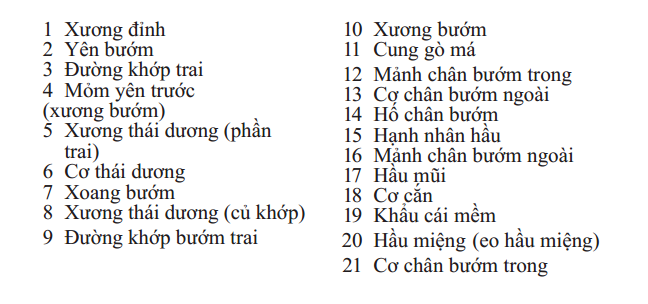 1 Xương đỉnh
2 Yên bướm
3 Đường khớp trai
4 Mỏm yên trước
(xương bướm)
5 Xương thái dương (phần
trai)
6 Cơ thái dương
7 Xoang bướm
8 Xương thái dương (củ khớp)
9 Đường khớp bướm trai
10 Xương bướm
11 Cung gò má
12 Mảnh chân bướm trong
13 Cơ chân bướm ngoài
14 Hố chân bướm
15 Hạnh nhân hầu
16 Mảnh chân bướm ngoài
17 Hầu mũi
18 Cơ cắn
19 Khẩu cái mềm
20 Hầu miệng (eo hầu miệng)
21 Cơ chân bướm trong